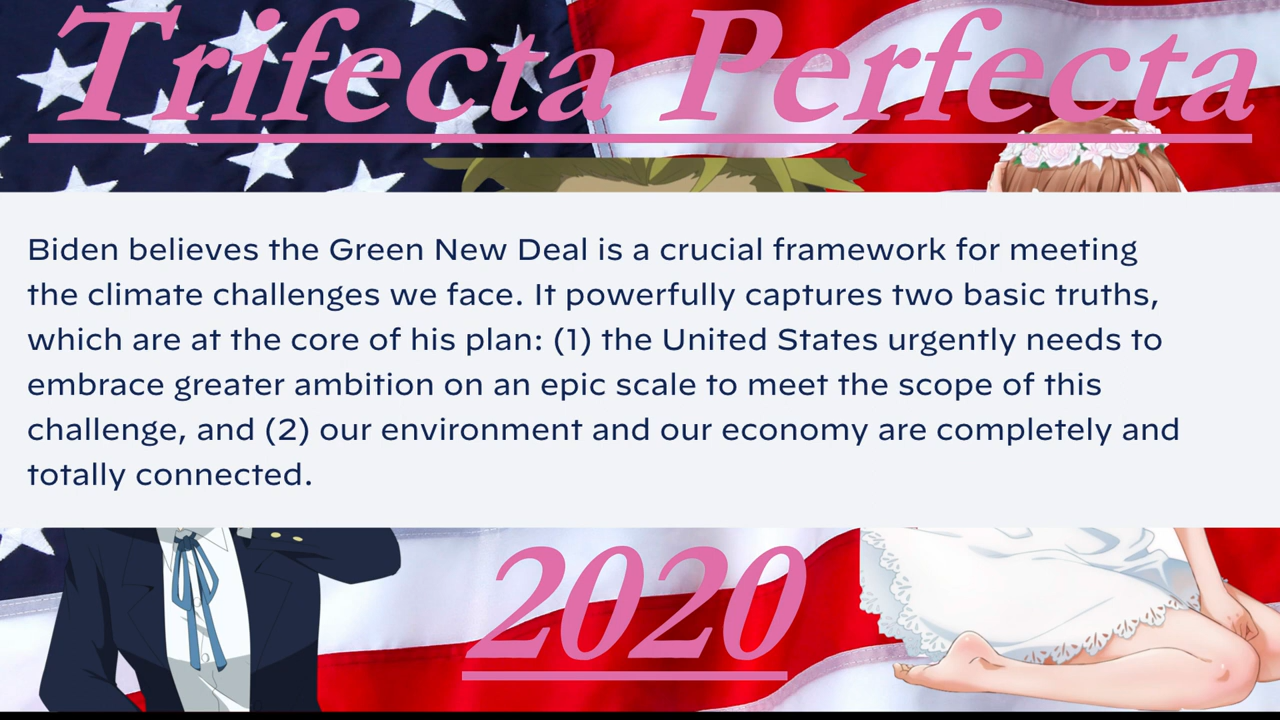 Trifecta Perfecta
Biden believes the Green New Deal is a crucial framework for meeting
the climate challenges we face. It powerfully captures two basic truths,
which are at the core of his plan: (1) the United States urgently needs to
embrace greater ambition on an epic scale to meet the scope of this
challenge, and (2) our environment and our economy are completely and
totally connected.
2020